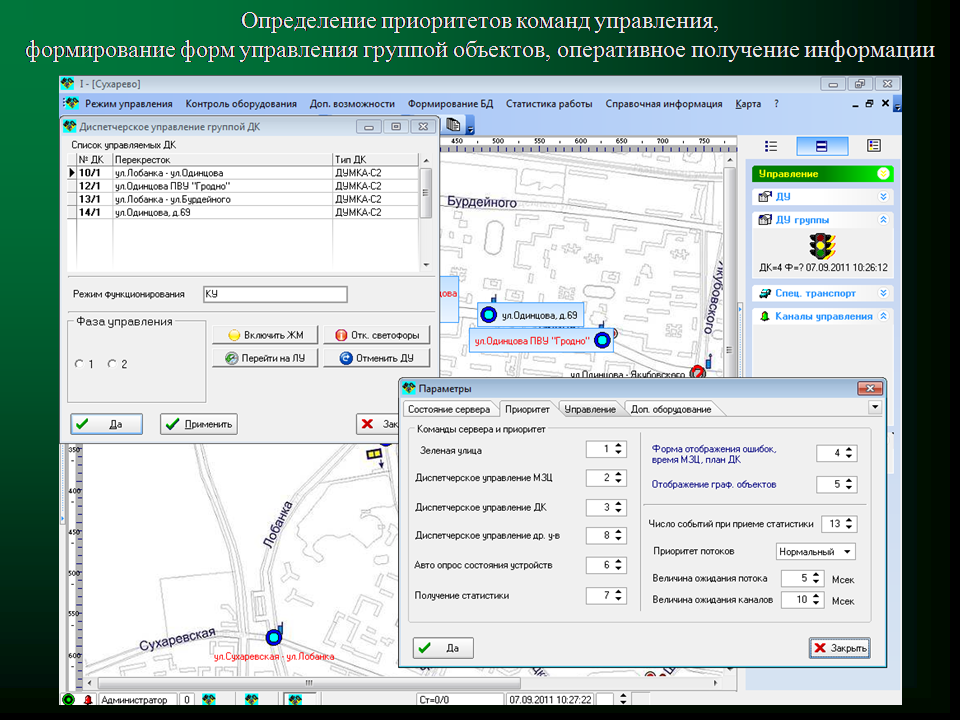 Определение приоритетов команд управления,
формирование форм управления группой объектов, оперативное получение информации
I - [Сухарево]
Режим управления Контроль оборудования Доп. возможности Формирование БД Статистика работы Справочная информация Карта ?
Диспетчерское управление группой ДК
Список управляемых ДК
№ ДК Перекресток Тип ДК
10/1 ул.Лобанка - ул.Одинцова ДУМКА-С2
12/1 ул.Одинцова ПВУ "Гродно" ДУМКА-С2
13/1 ул.Лобанка - ул.Бурдейного ДУМКА-С2
14/1 ул.Одинцова, д.69 ДУМКА-С2
Режим функционирования КУ
Фаза управления
1 2
Включить ЖМ Отк. светофоры
Перейти на ЛУ Отменить ДУ
Да Применить Зак
450 500 550 600 650 700 750
Бурдейного
Якубовского
цова
ул.Одинцова, д.69
ул.Одинцова ПВУ "Гродно"
ул.Одинцова - Якубовского
Управление
ДУ
ДУ группы
ДК=4 Ф=? 07.09.2011 10:26:12
Спец. транспорт
Каналы управления
350
400
450
500
550
600
Лобанка
Сухаревская
ул.Сухаревская - ул.Лобанка
Параметры
Состояние сервера Приоритет Управление Доп. оборудование
Команды сервера и приоритет
Зеленая улица 1
Диспетчерское управление МЗЦ 2
Диспетчерское управление ДК 3
Диспетчерское управление др. у-в 8
Авто опрос состояния устройств 6
Получение статистики 7
Форма отображения ошибок,
время МЗЦ, план ДК 4
Отображение граф. объектов 5
Число событий при приеме статистики 13
Приоритет потоков Нормальный
Величина ожидания потока 5 Мсек
Величина ожидания каналов 10 Мсек
Да Закрыть
Администратор 0 Ст=0/0 07.09.2011 10:27:22